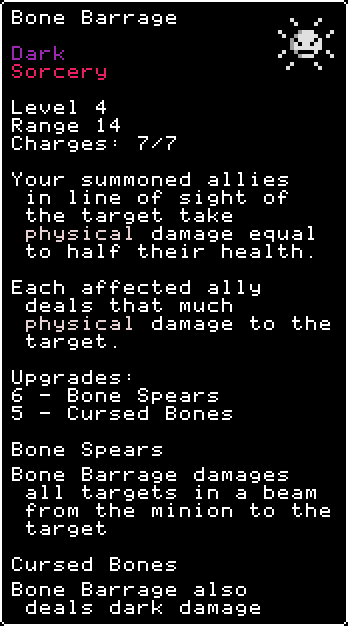 Bone Barrage
Dark
Sorcery
Level 4
Range 14
Charges: 7/7
Your summoned allies
in line of sight of
the target take
physical damage equal
to half their health.
Each affected ally
deals that much
physical damage to the
target.
Upgrades:
6 - Bone Spears
5 - Cursed Bones
Bone Spears
Bone Barrage damages
all targets in a beam
from the minion to the
target
Cursed Bones
Bone Barrage also
deals dark damage